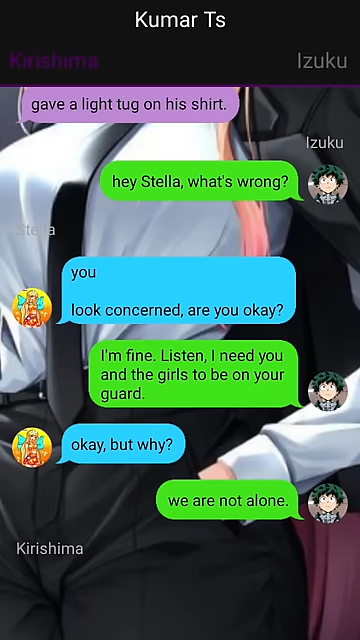 Kumar Ts
Kirishima
Izuku
gave a light tug on his shirt.
Izuku
hey Stella, what's wrong?
Stella
you
look concerned, are you okay?
I'm fine. Listen, I need you
and the girls to be on your
guard.
okay, but why?
we are not alone.
Kirishima